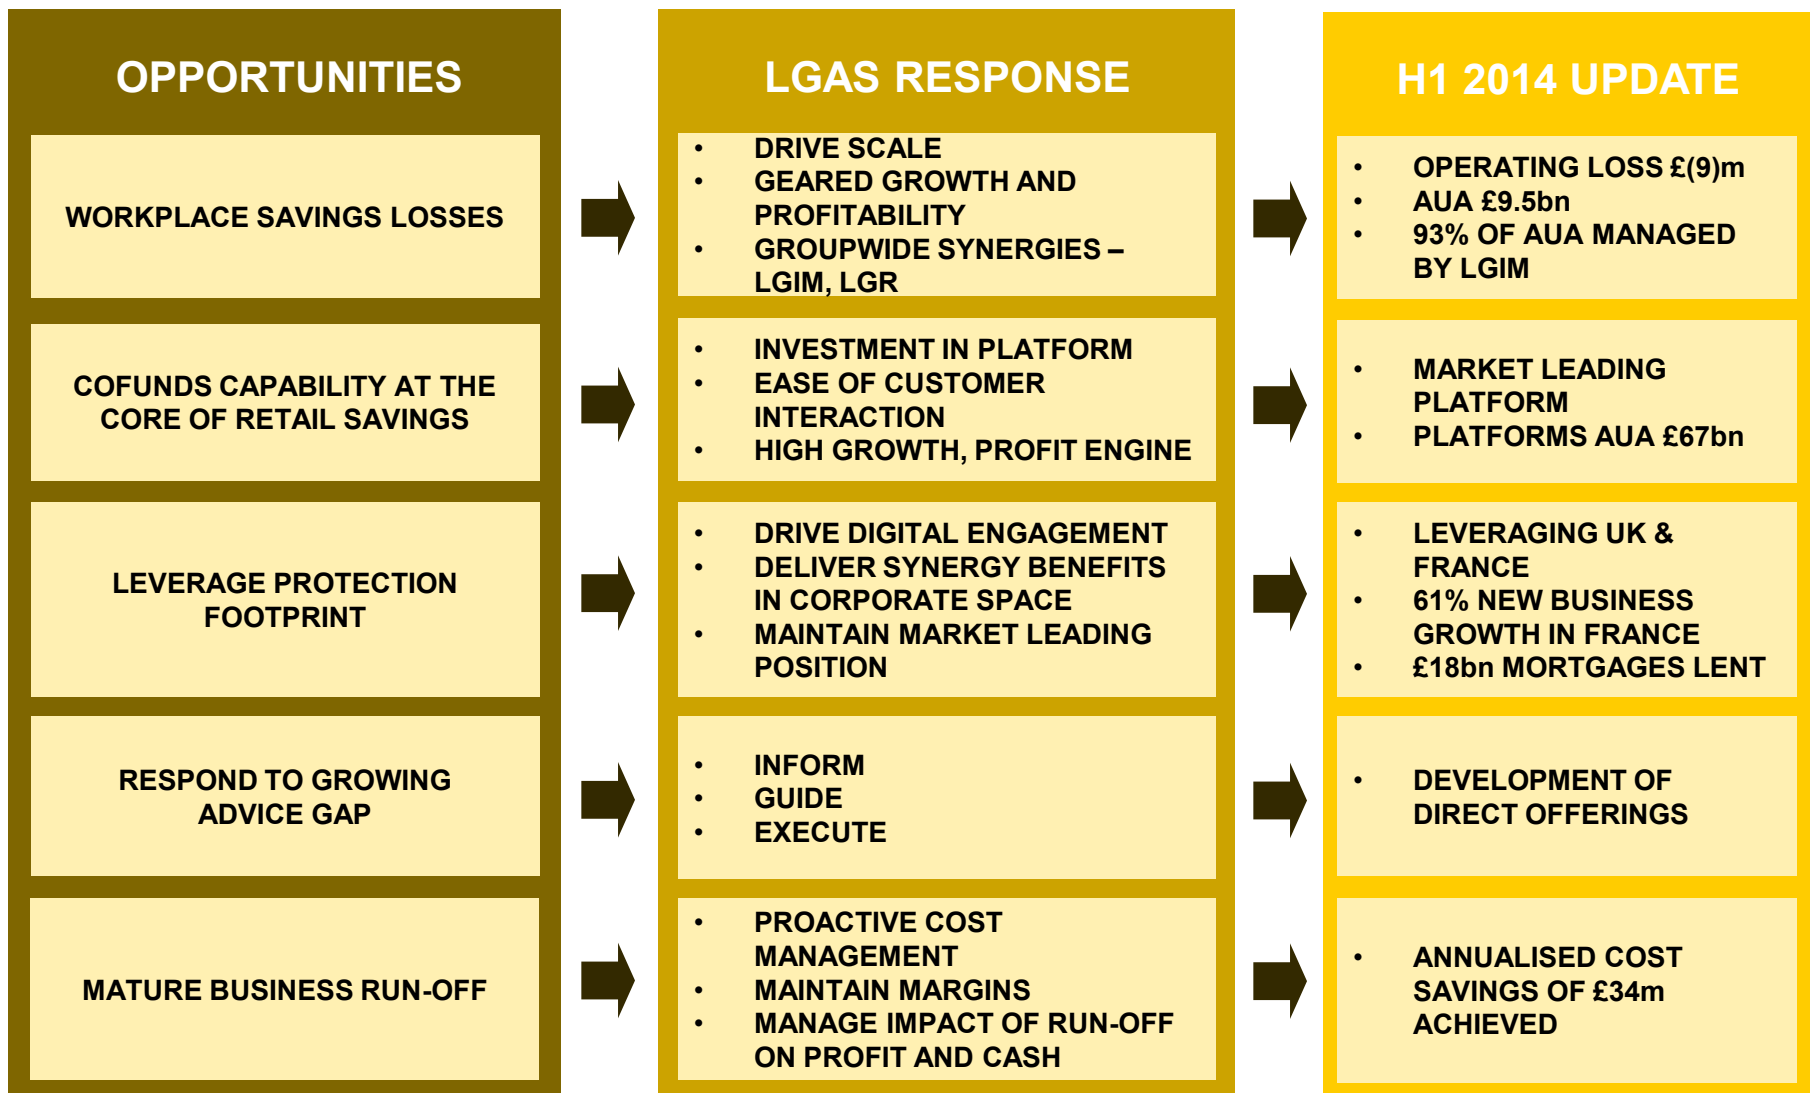 OPPORTUNITIES
LGAS RESPONSE
H1 2014 UPDATE
WORKPLACE SAVINGS LOSSES
• DRIVE SCALE
• GEARED GROWTH AND
PROFITABILITY
• GROUPWIDE SYNERGIES –
LGIM, LGR
• OPERATING LOSS £(9)m
• AUA £9.5bn
• 93% OF AUA MANAGED
BY LGIM
COFUNDS CAPABILITY AT THE
CORE OF RETAIL SAVINGS
• INVESTMENT IN PLATFORM
• EASE OF CUSTOMER
INTERACTION
• HIGH GROWTH, PROFIT ENGINE
• MARKET LEADING
PLATFORM
• PLATFORMS AUA £67bn
LEVERAGE PROTECTION
FOOTPRINT
• DRIVE DIGITAL ENGAGEMENT
• DELIVER SYNERGY BENEFITS
IN CORPORATE SPACE
• MAINTAIN MARKET LEADING
POSITION
• LEVERAGING UK &
FRANCE
• 61% NEW BUSINESS
GROWTH IN FRANCE
• £18bn MORTGAGES LENT
RESPOND TO GROWING
ADVICE GAP
• INFORM
• GUIDE
• EXECUTE
• DEVELOPMENT OF
DIRECT OFFERINGS
MATURE BUSINESS RUN-OFF
• PROACTIVE COST
MANAGEMENT
• MAINTAIN MARGINS
• MANAGE IMPACT OF RUN-OFF
ON PROFIT AND CASH
• ANNUALISED COST
SAVINGS OF £34m
ACHIEVED